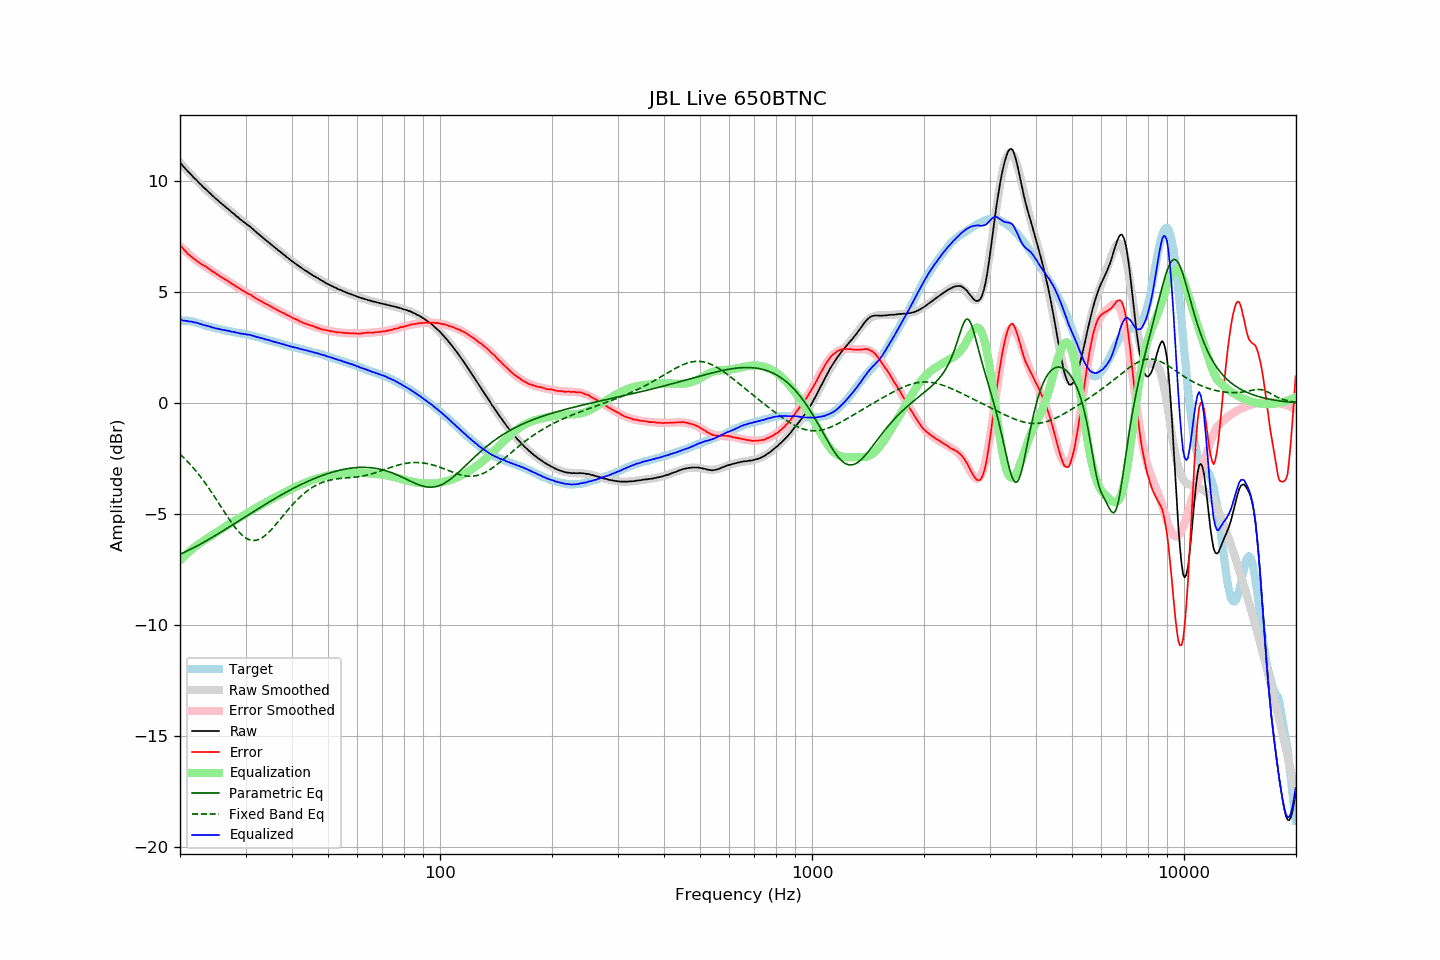 JBL Live 650BTNC
10
5
0
−5
−10
−15
−20
Amplitude (dBr)
Target
Raw Smoothed
Error Smoothed
Raw
Error
Equalization
Parametric Eq
Fixed Band Eq
Equalized
100
1000
10000
Frequency (Hz)